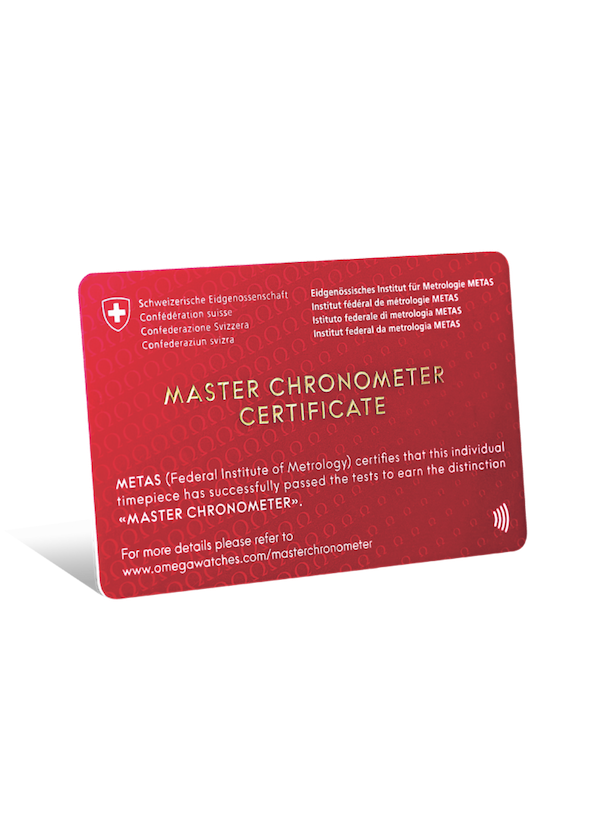 Schweizerische Eidgenossenschaft
Confédération suisse
Confederazione Svizzera
Confederaziun svizra
Eidgenössisches Institut für Metrologie METAS
Institut fédéral de métrologie METAS
Istituto federale di metrologia METAS
Institut federal da metrologia METAS
MASTER CHRONOMETER
CERTIFICATE
METAS (Federal Institute of Metrology) certifies that this individual
timepiece has successfully passed the tests to earn the distinction
«MASTER CHRONOMETER».
For more details please refer to
www.omegawatches.com/masterchronometer